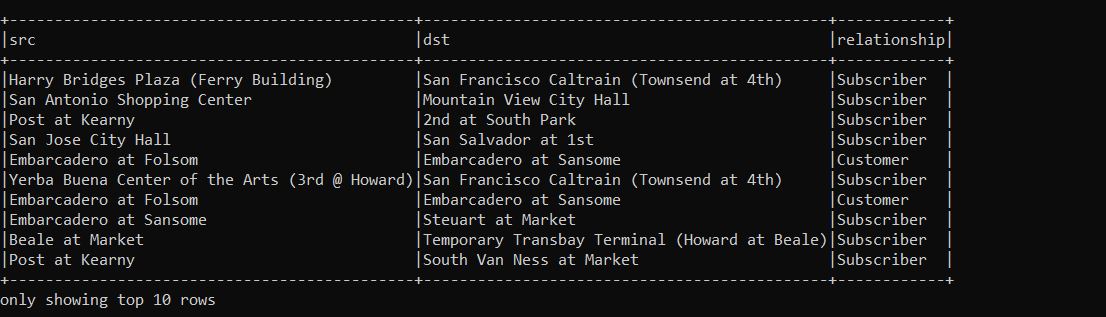 +------------------------------------------+------------------------------------------+------------+
|src                                       |dst                                       |relationship|
+------------------------------------------+------------------------------------------+------------+
|Harry Bridges Plaza (Ferry Building)      |San Francisco Caltrain (Townsend at 4th)  |Subscriber  |
|San Antonio Shopping Center               |Mountain View City Hall                   |Subscriber  |
|Post at Kearny                            |2nd at South Park                         |Subscriber  |
|San Jose City Hall                        |San Salvador at 1st                       |Subscriber  |
|Embarcadero at Folsom                     |Embarcadero at Sansome                    |Customer    |
|Yerba Buena Center of the Arts (3rd @ Howard)|San Francisco Caltrain (Townsend at 4th)  |Subscriber  |
|Embarcadero at Folsom                     |Embarcadero at Sansome                    |Customer    |
|Embarcadero at Sansome                    |Steuart at Market                         |Subscriber  |
|Beale at Market                           |Temporary Transbay Terminal (Howard at Beale)|Subscriber  |
|Post at Kearny                            |South Van Ness at Market                  |Subscriber  |
+------------------------------------------+------------------------------------------+------------+
only showing top 10 rows